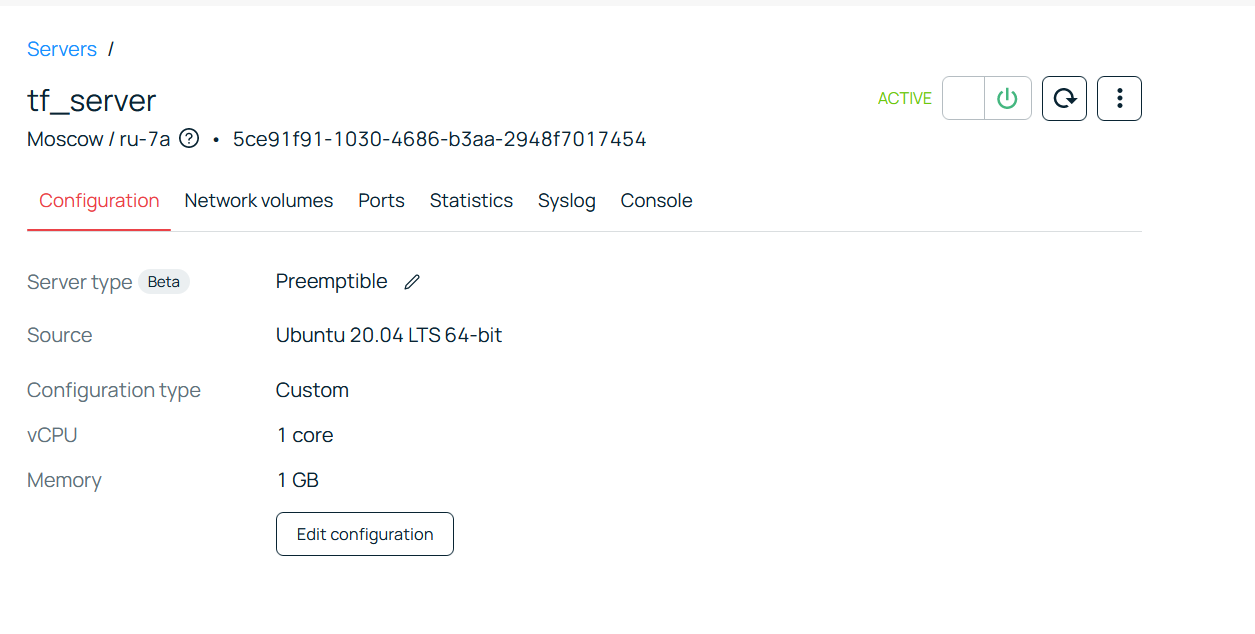 Servers /
tf_server
ACTIVE
Moscow / ru-7a • 5ce91f91-1030-4686-b3aa-2948f7017454
Configuration Network volumes Ports Statistics Syslog Console
Server type Beta Preemptible
Source Ubuntu 20.04 LTS 64-bit
Configuration type Custom
vCPU 1 core
Memory 1 GB
Edit configuration